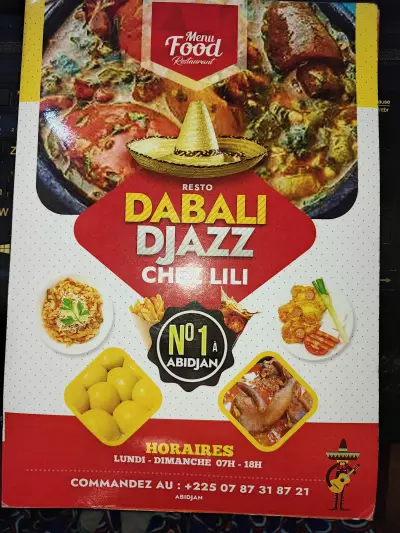 Menu
Food
Restaurant
RESTO
DABALI
DJAZZ
CHEZ LILI
N°1 À
ABIDJAN
HORAIRES
LUNDI - DIMANCHE 07H - 18H
COMMANDEZ AU : +225 07 87 31 87 21
ABIDJAN